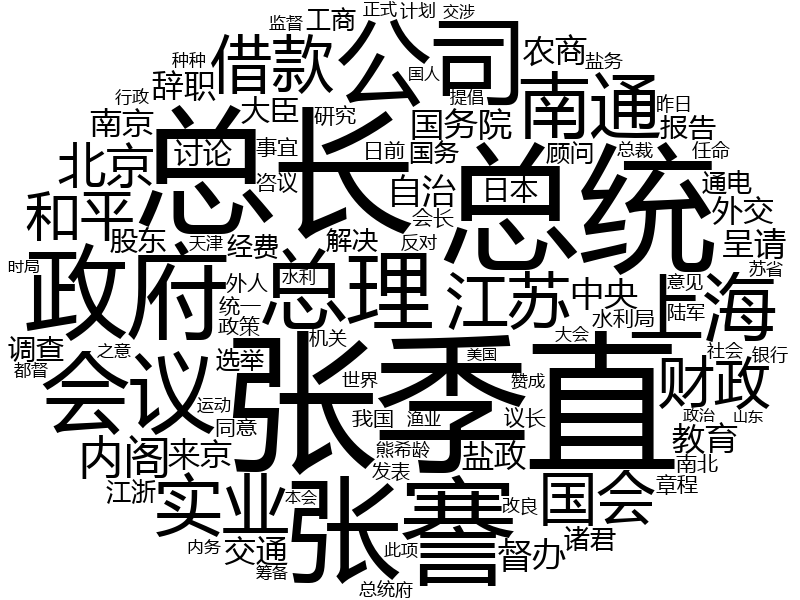 正式 计划 交涉
监督 工商 公司
种种 借款 国人 农商 盐务
行政 辞职 大臣 研究 提倡 南通 昨日
南京 国务院 报告
总长 讨论 事宜 日前 国务 顾问 总裁 任命
北京 咨议 自治 日本 总统 通电
和平 会长 外交
股东 天津 经费 解决 反对 呈请
时局 政府 外人 水利 总理 江苏 中央 意见 上海 苏省
统一 陆军
政策 机关 水利局
调查 之意 选举 大会 社会 银行
都督 会议 张季直 世界 美国 赞成 财政
运动 同意 我国 渔业 议长 政治 山东
内阁 来京 熊希龄 盐政 教育
发表 南北
江浙 实业 本会 张謇 改良 国会 章程
内务 交通 此项 督办 诸君
筹备 总统府